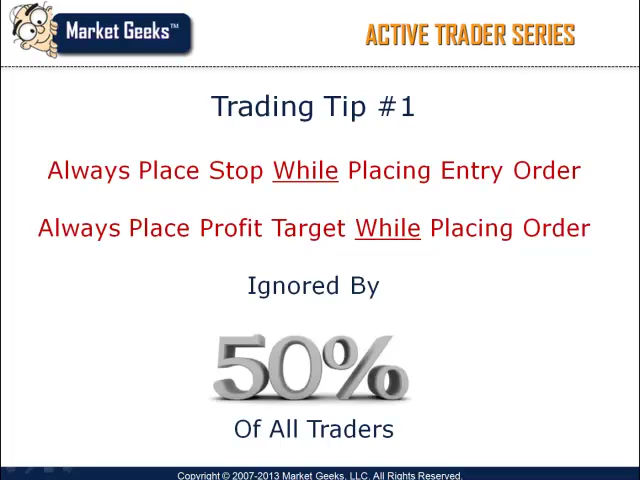 Market Geeks™
ACTIVE TRADER SERIES
Trading Tip #1
Always Place Stop While Placing Entry Order
Always Place Profit Target While Placing Order
Ignored By
50%
Of All Traders
Copyright © 2007-2013 Market Geeks, LLC. All Rights Reserved.